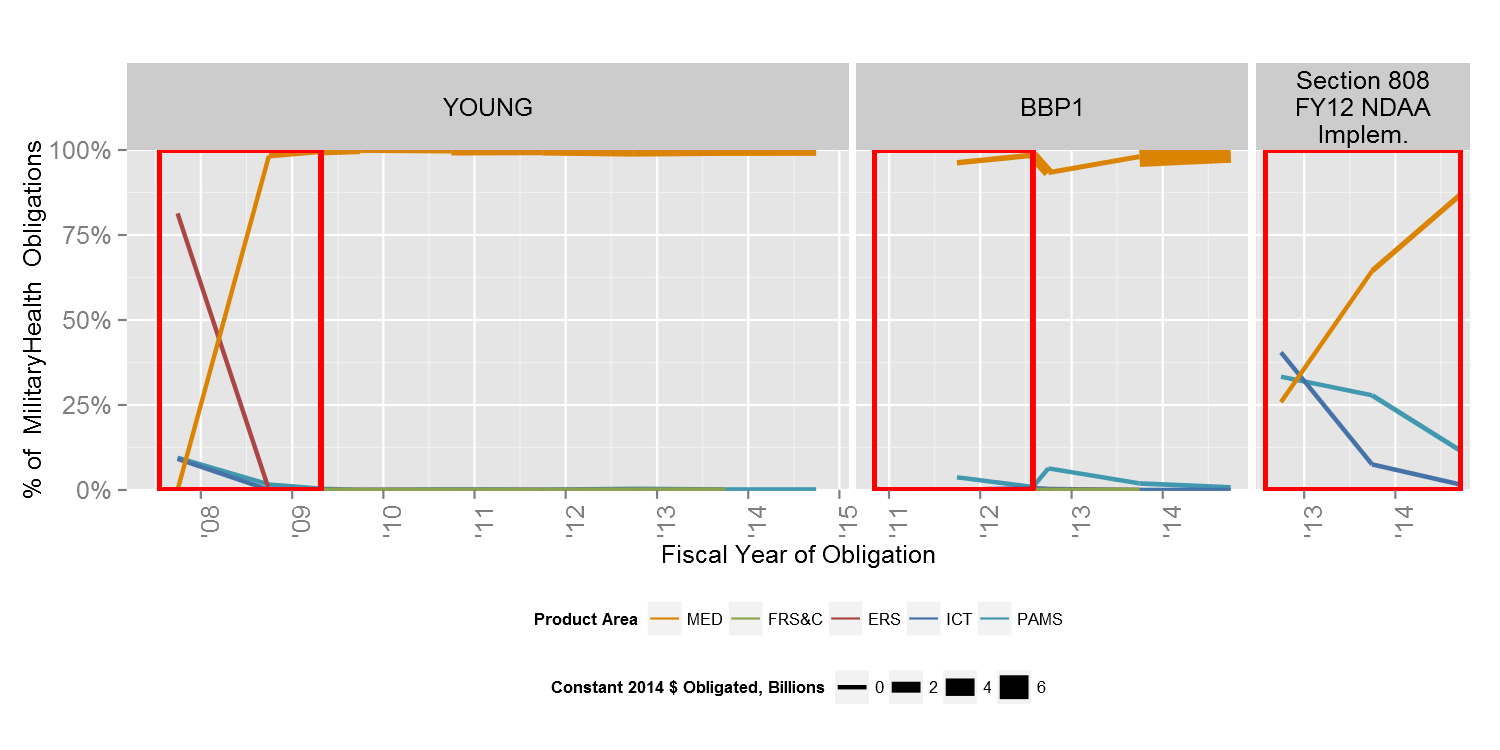 YOUNG
BBP1
Section 808
FY12 NDAA
Implem.
% of MilitaryHealth Obligations
100%
75%
50%
25%
0%
'08 '09 '10 '11 '12 '13 '14 '15
'11 '12 '13 '14
'13 '14
Fiscal Year of Obligation
Product Area MED FRS&C ERS ICT PAMS
Constant 2014 $ Obligated, Billions 0 2 4 6